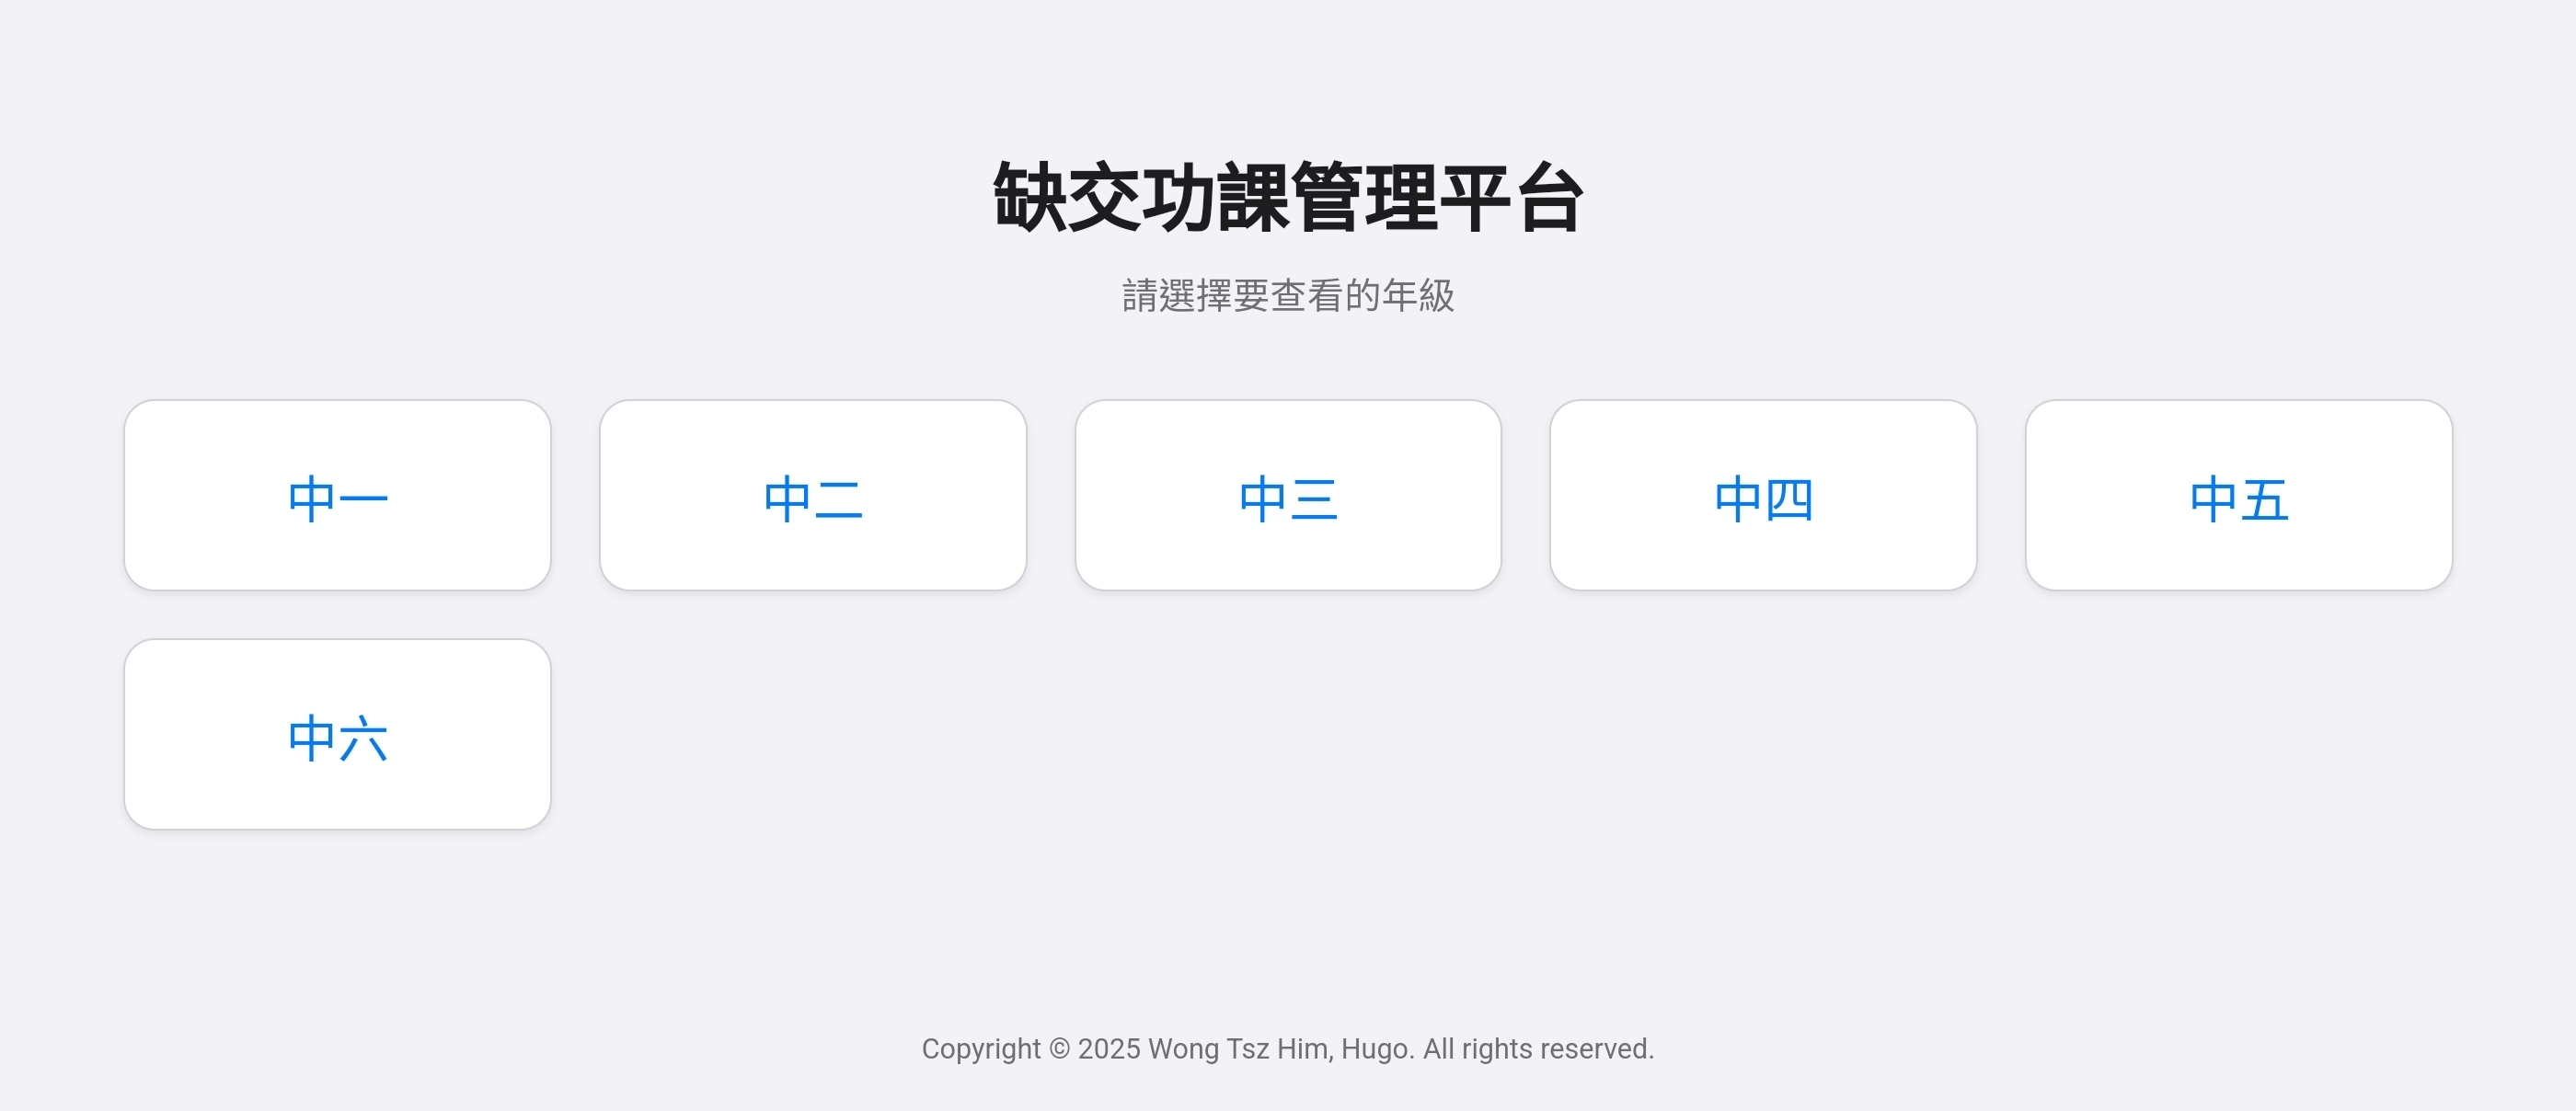 缺交功課管理平台
請選擇要查看的年級
中一
中二
中三
中四
中五
中六
Copyright © 2025 Wong Tsz Him, Hugo. All rights reserved.